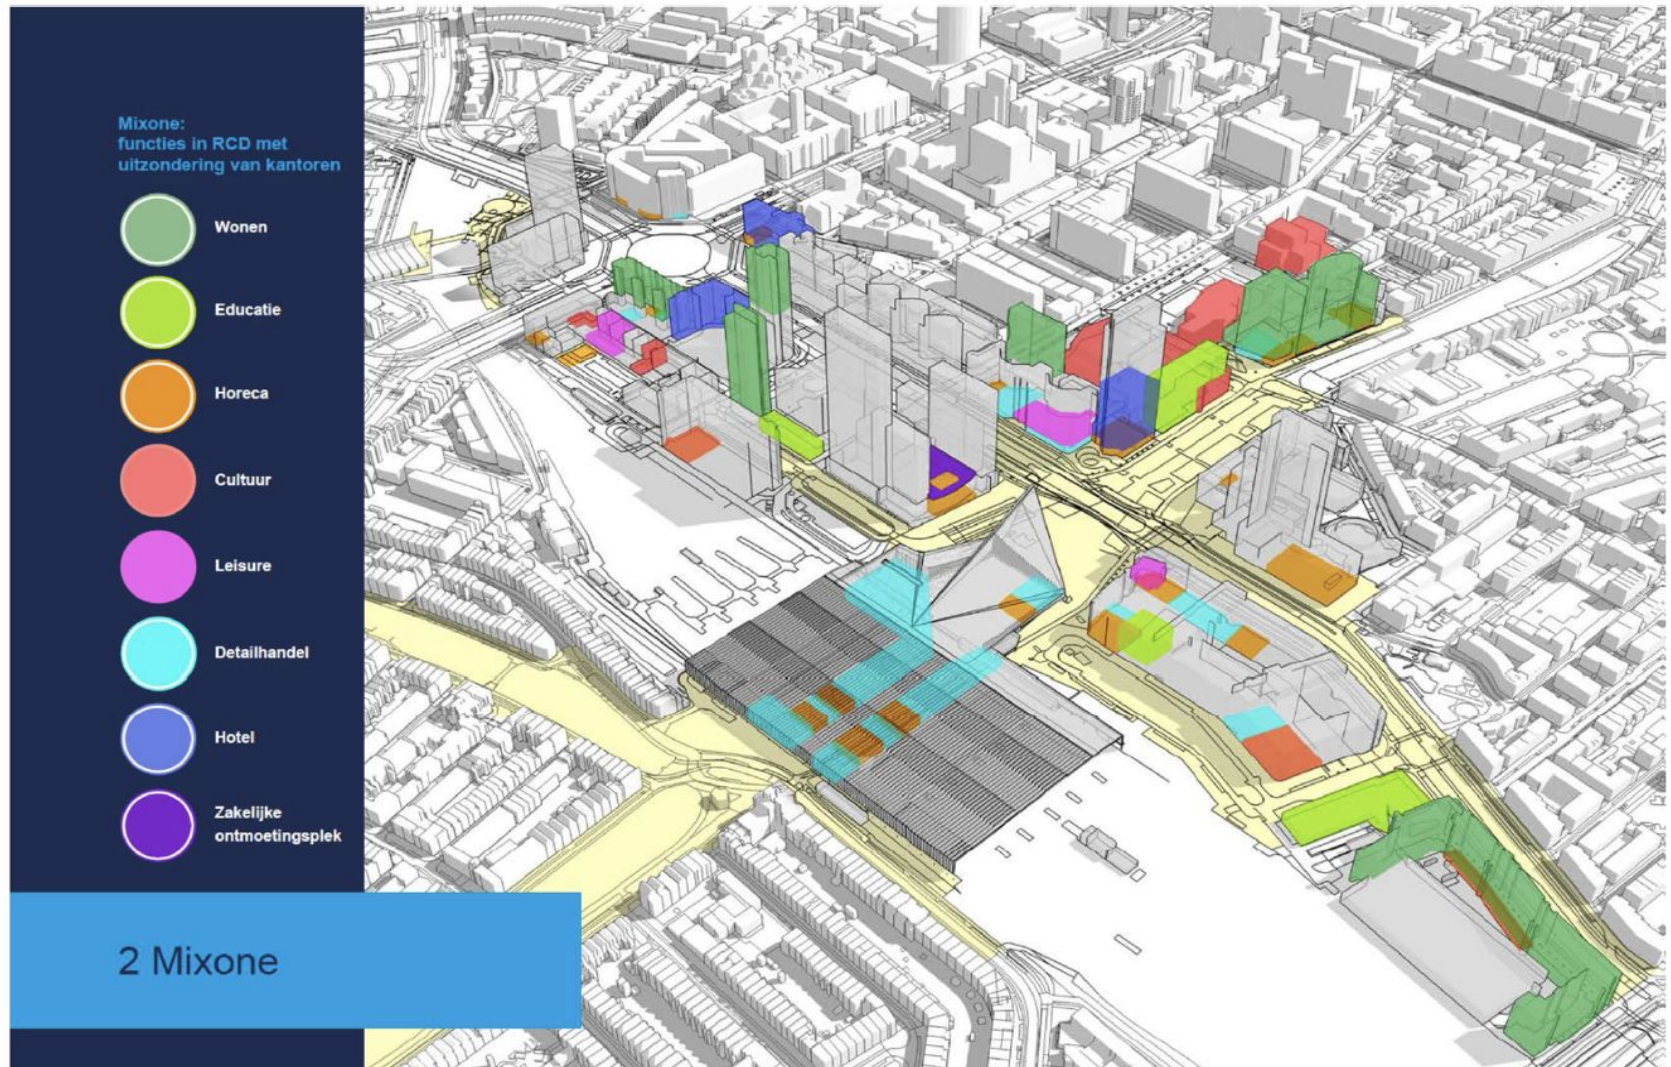 Mixone:
functies in RCD met
uitzondering van kantoren
Wonen
Educatie
Horeca
Cultuur
Leisure
Detailhandel
Hotel
Zakelijke
ontmoetingsplek
2 Mixone